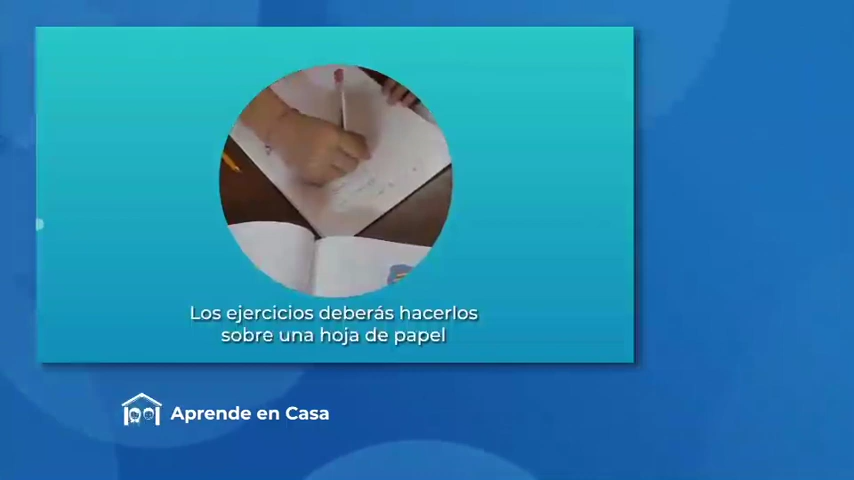 Los ejercicios deberás hacerlos
sobre una hoja de papel
Aprende en Casa